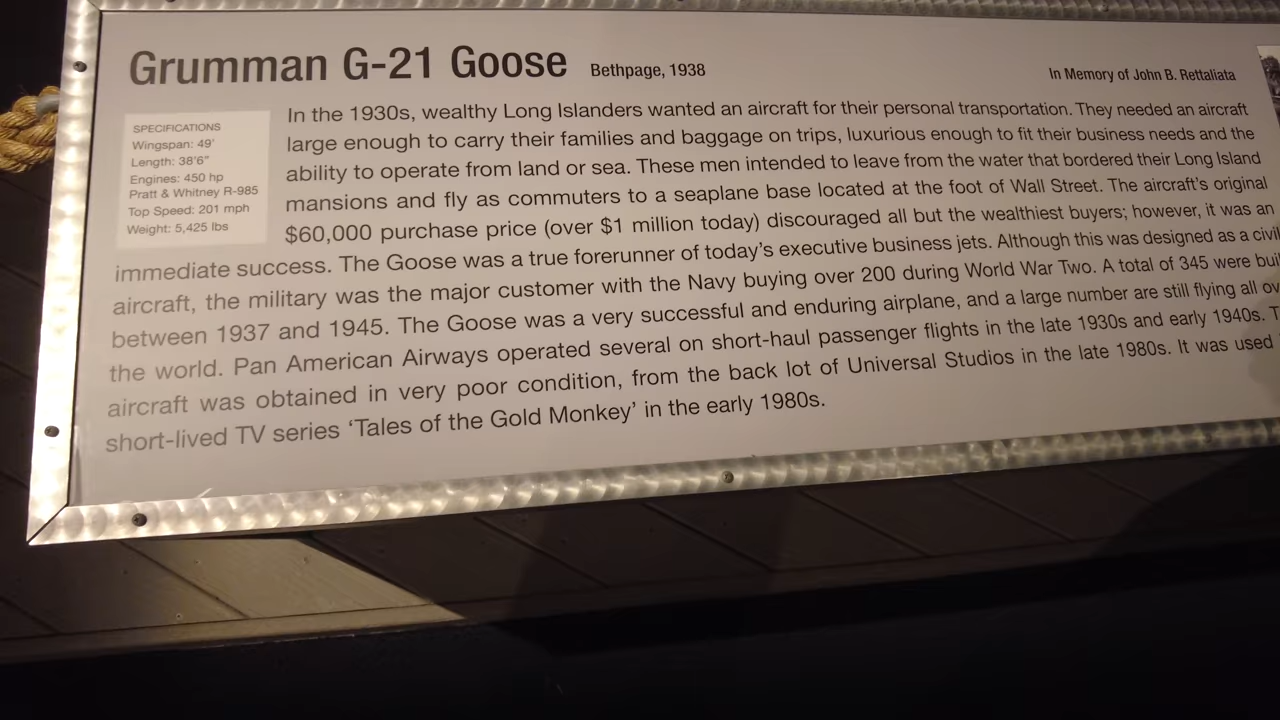 Grumman G-21 Goose Bethpage, 1938
In Memory of John B. Rettaliata
SPECIFICATIONS
Wingspan: 49'
Length: 38'6"
Engines: 450 hp
Pratt & Whitney R-985
Top Speed: 201 mph
Weight: 5,425 lbs
In the 1930s, wealthy Long Islanders wanted an aircraft for their personal transportation. They needed an aircraft
large enough to carry their families and baggage on trips, luxurious enough to fit their business needs and the
ability to operate from land or sea. These men intended to leave from the water that bordered their Long Island
mansions and fly as commuters to a seaplane base located at the foot of Wall Street. The aircraft's original
$60,000 purchase price (over $1 million today) discouraged all but the wealthiest buyers; however, it was an
immediate success. The Goose was a true forerunner of today's executive business jets. Although this was designed as a
aircraft, the military was the major customer with the Navy buying over 200 during World War Two. A total of 345 were
between 1937 and 1945. The Goose was a very successful and enduring airplane, and a large number are still flying all
the world. Pan American Airways operated several on short-haul passenger flights in the late 1930s and early 1940s.
aircraft was obtained in very poor condition, from the back lot of Universal Studios in the late 1980s. It was used
short-lived TV series 'Tales of the Gold Monkey' in the early 1980s.